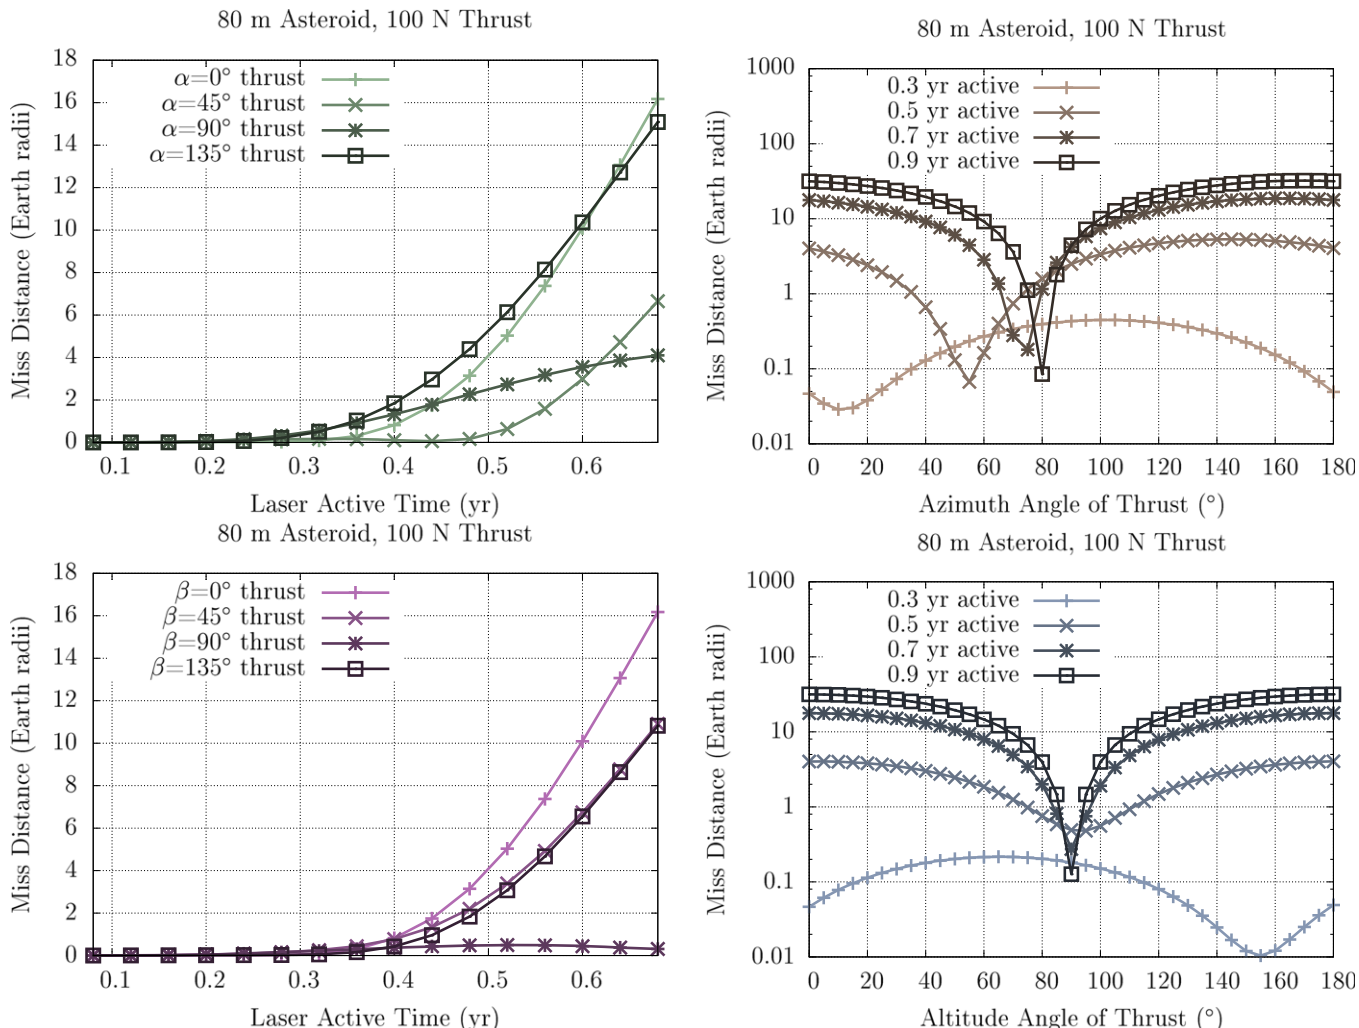 80 m Asteroid, 100 N Thrust
Miss Distance (Earth radii)
18
16
14
12
10
8
6
4
2
0
α=0° thrust
α=45° thrust
α=90° thrust
α=135° thrust
0.1 0.2 0.3 0.4 0.5 0.6
Laser Active Time (yr)
80 m Asteroid, 100 N Thrust
Miss Distance (Earth radii)
1000
100
10
1
0.1
0.01
0.3 yr active
0.5 yr active
0.7 yr active
0.9 yr active
0 20 40 60 80 100 120 140 160 180
Azimuth Angle of Thrust (°)
80 m Asteroid, 100 N Thrust
Miss Distance (Earth radii)
18
16
14
12
10
8
6
4
2
0
β=0° thrust
β=45° thrust
β=90° thrust
β=135° thrust
0.1 0.2 0.3 0.4 0.5 0.6
Laser Active Time (yr)
80 m Asteroid, 100 N Thrust
Miss Distance (Earth radii)
1000
100
10
1
0.1
0.01
0.3 yr active
0.5 yr active
0.7 yr active
0.9 yr active
0 20 40 60 80 100 120 140 160 180
Altitude Angle of Thrust (°)